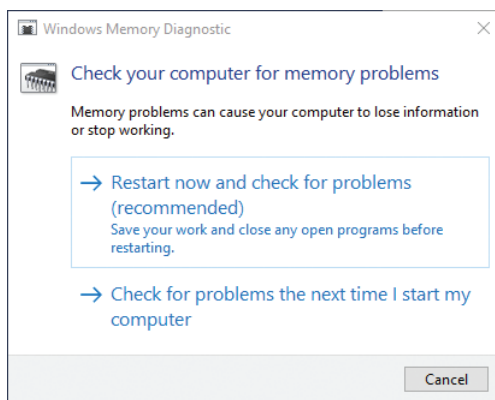 Windows Memory Diagnostic
Check your computer for memory problems
Memory problems can cause your computer to lose information
or stop working.
Restart now and check for problems
(recommended)
Save your work and close any open programs before
restarting.
Check for problems the next time I start my
computer
Cancel